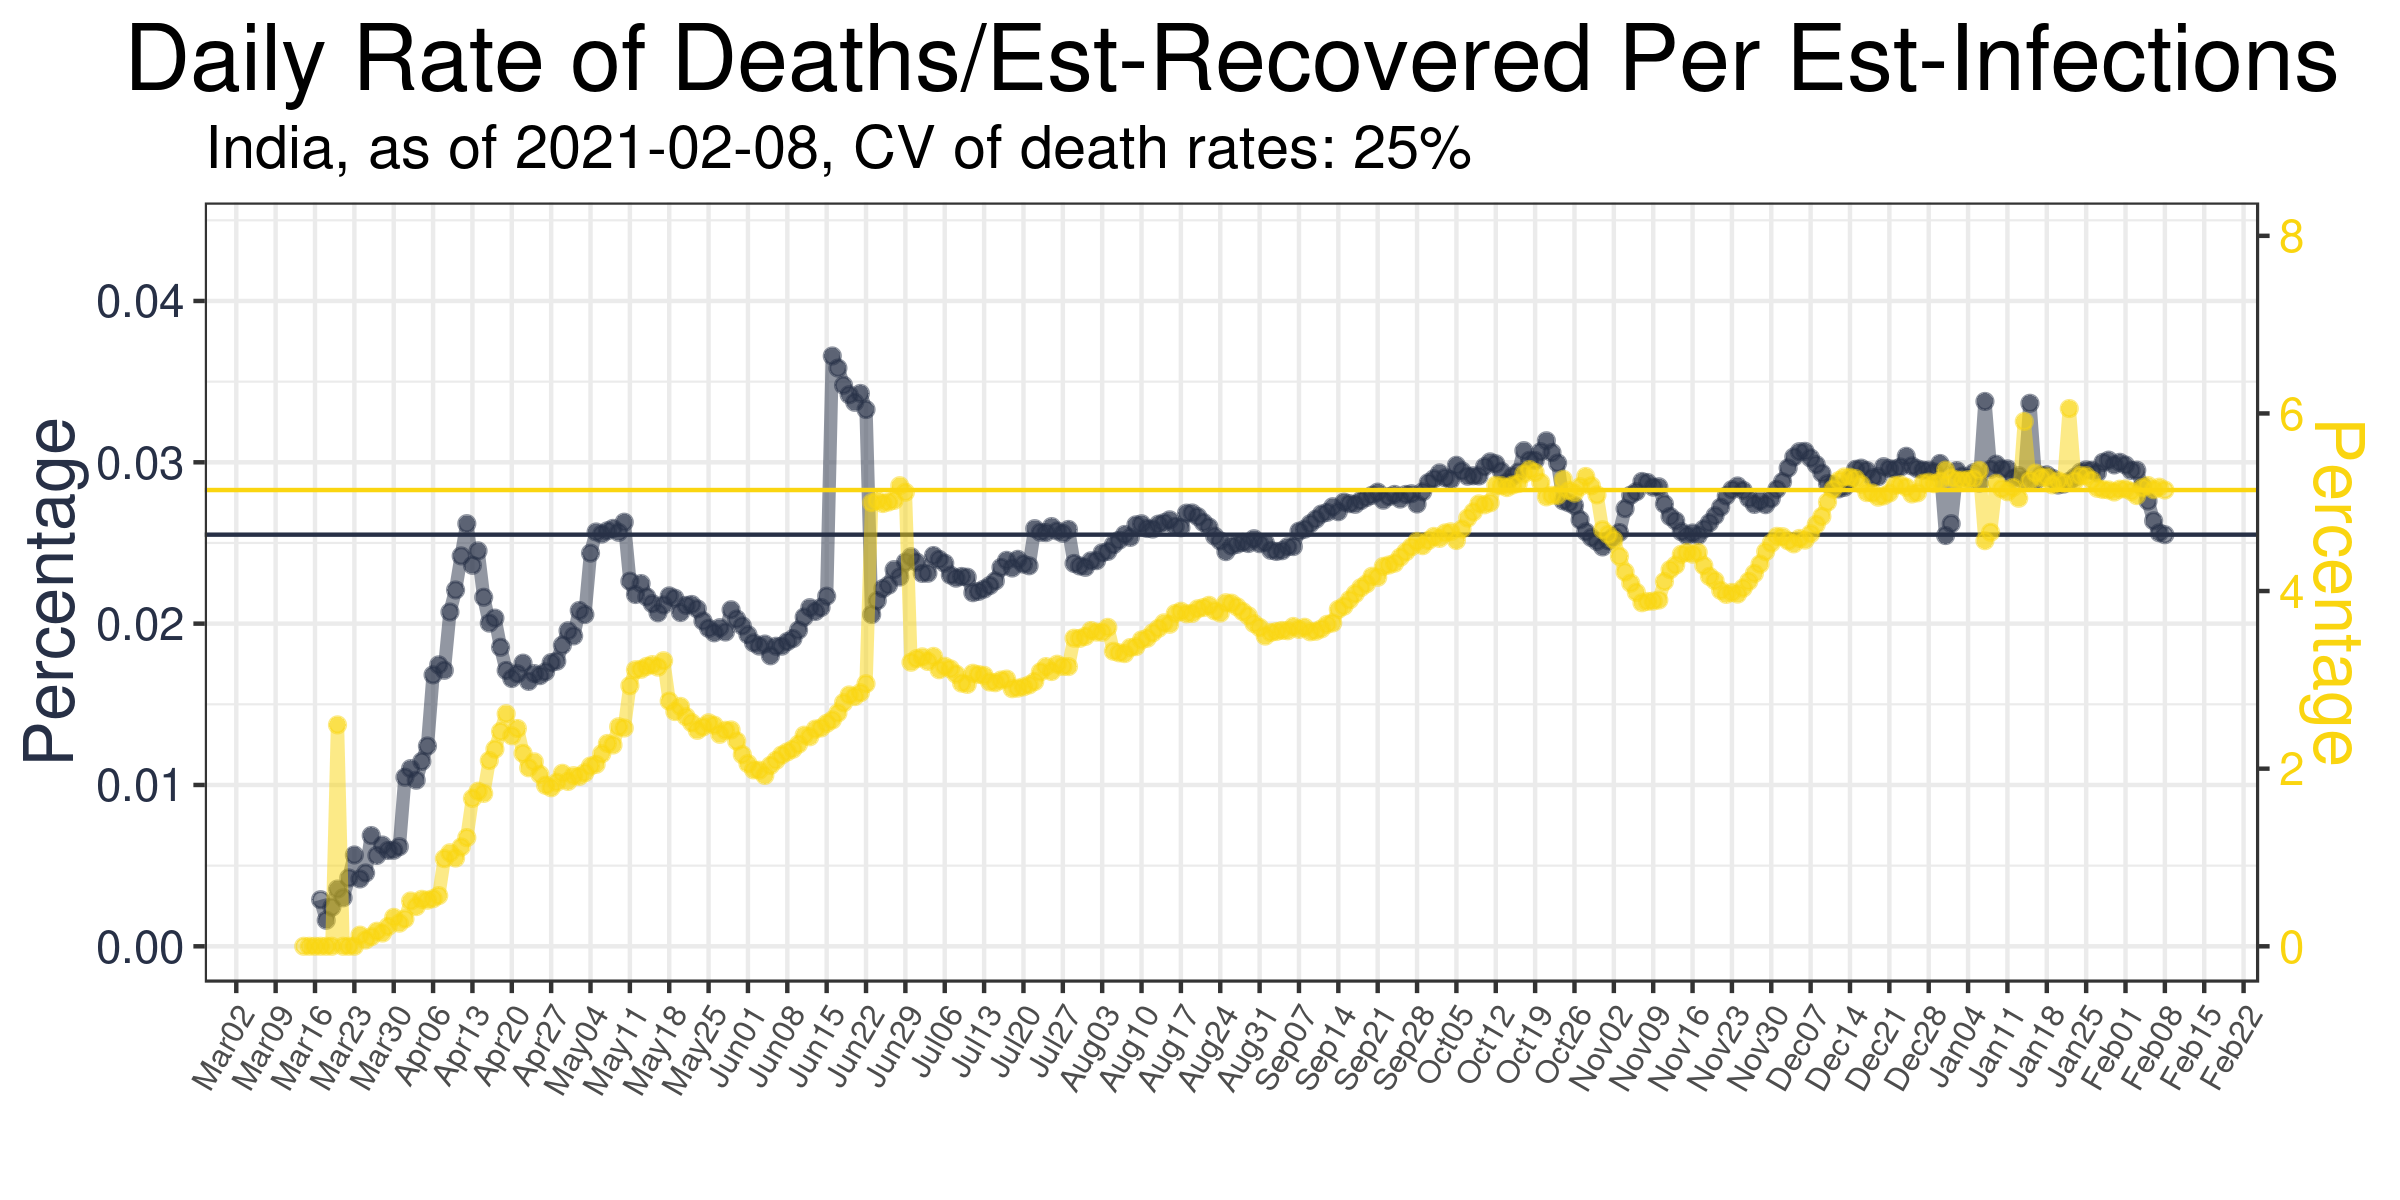 Daily Rate of Deaths/Est-Recovered Per Est-Infections
India, as of 2021-02-08, CV of death rates: 25%
Percentage
0.04
0.03
0.02
0.01
0.00
8
6
4
2
0
Percentage
Mar02 Mar09 Mar16 Mar23 Mar30 Apr06 Apr13 Apr20 Apr27 May04 May11 May18 May25 Jun01 Jun08 Jun15 Jun22 Jun29 Jul06 Jul13 Jul20 Jul27 Aug03 Aug10 Aug17 Aug24 Aug31 Sep07 Sep14 Sep21 Sep28 Oct05 Oct12 Oct19 Oct26 Nov02 Nov09 Nov16 Nov23 Nov30 Dec07 Dec14 Dec21 Dec28 Jan04 Jan11 Jan18 Jan25 Feb01 Feb08 Feb15 Feb22